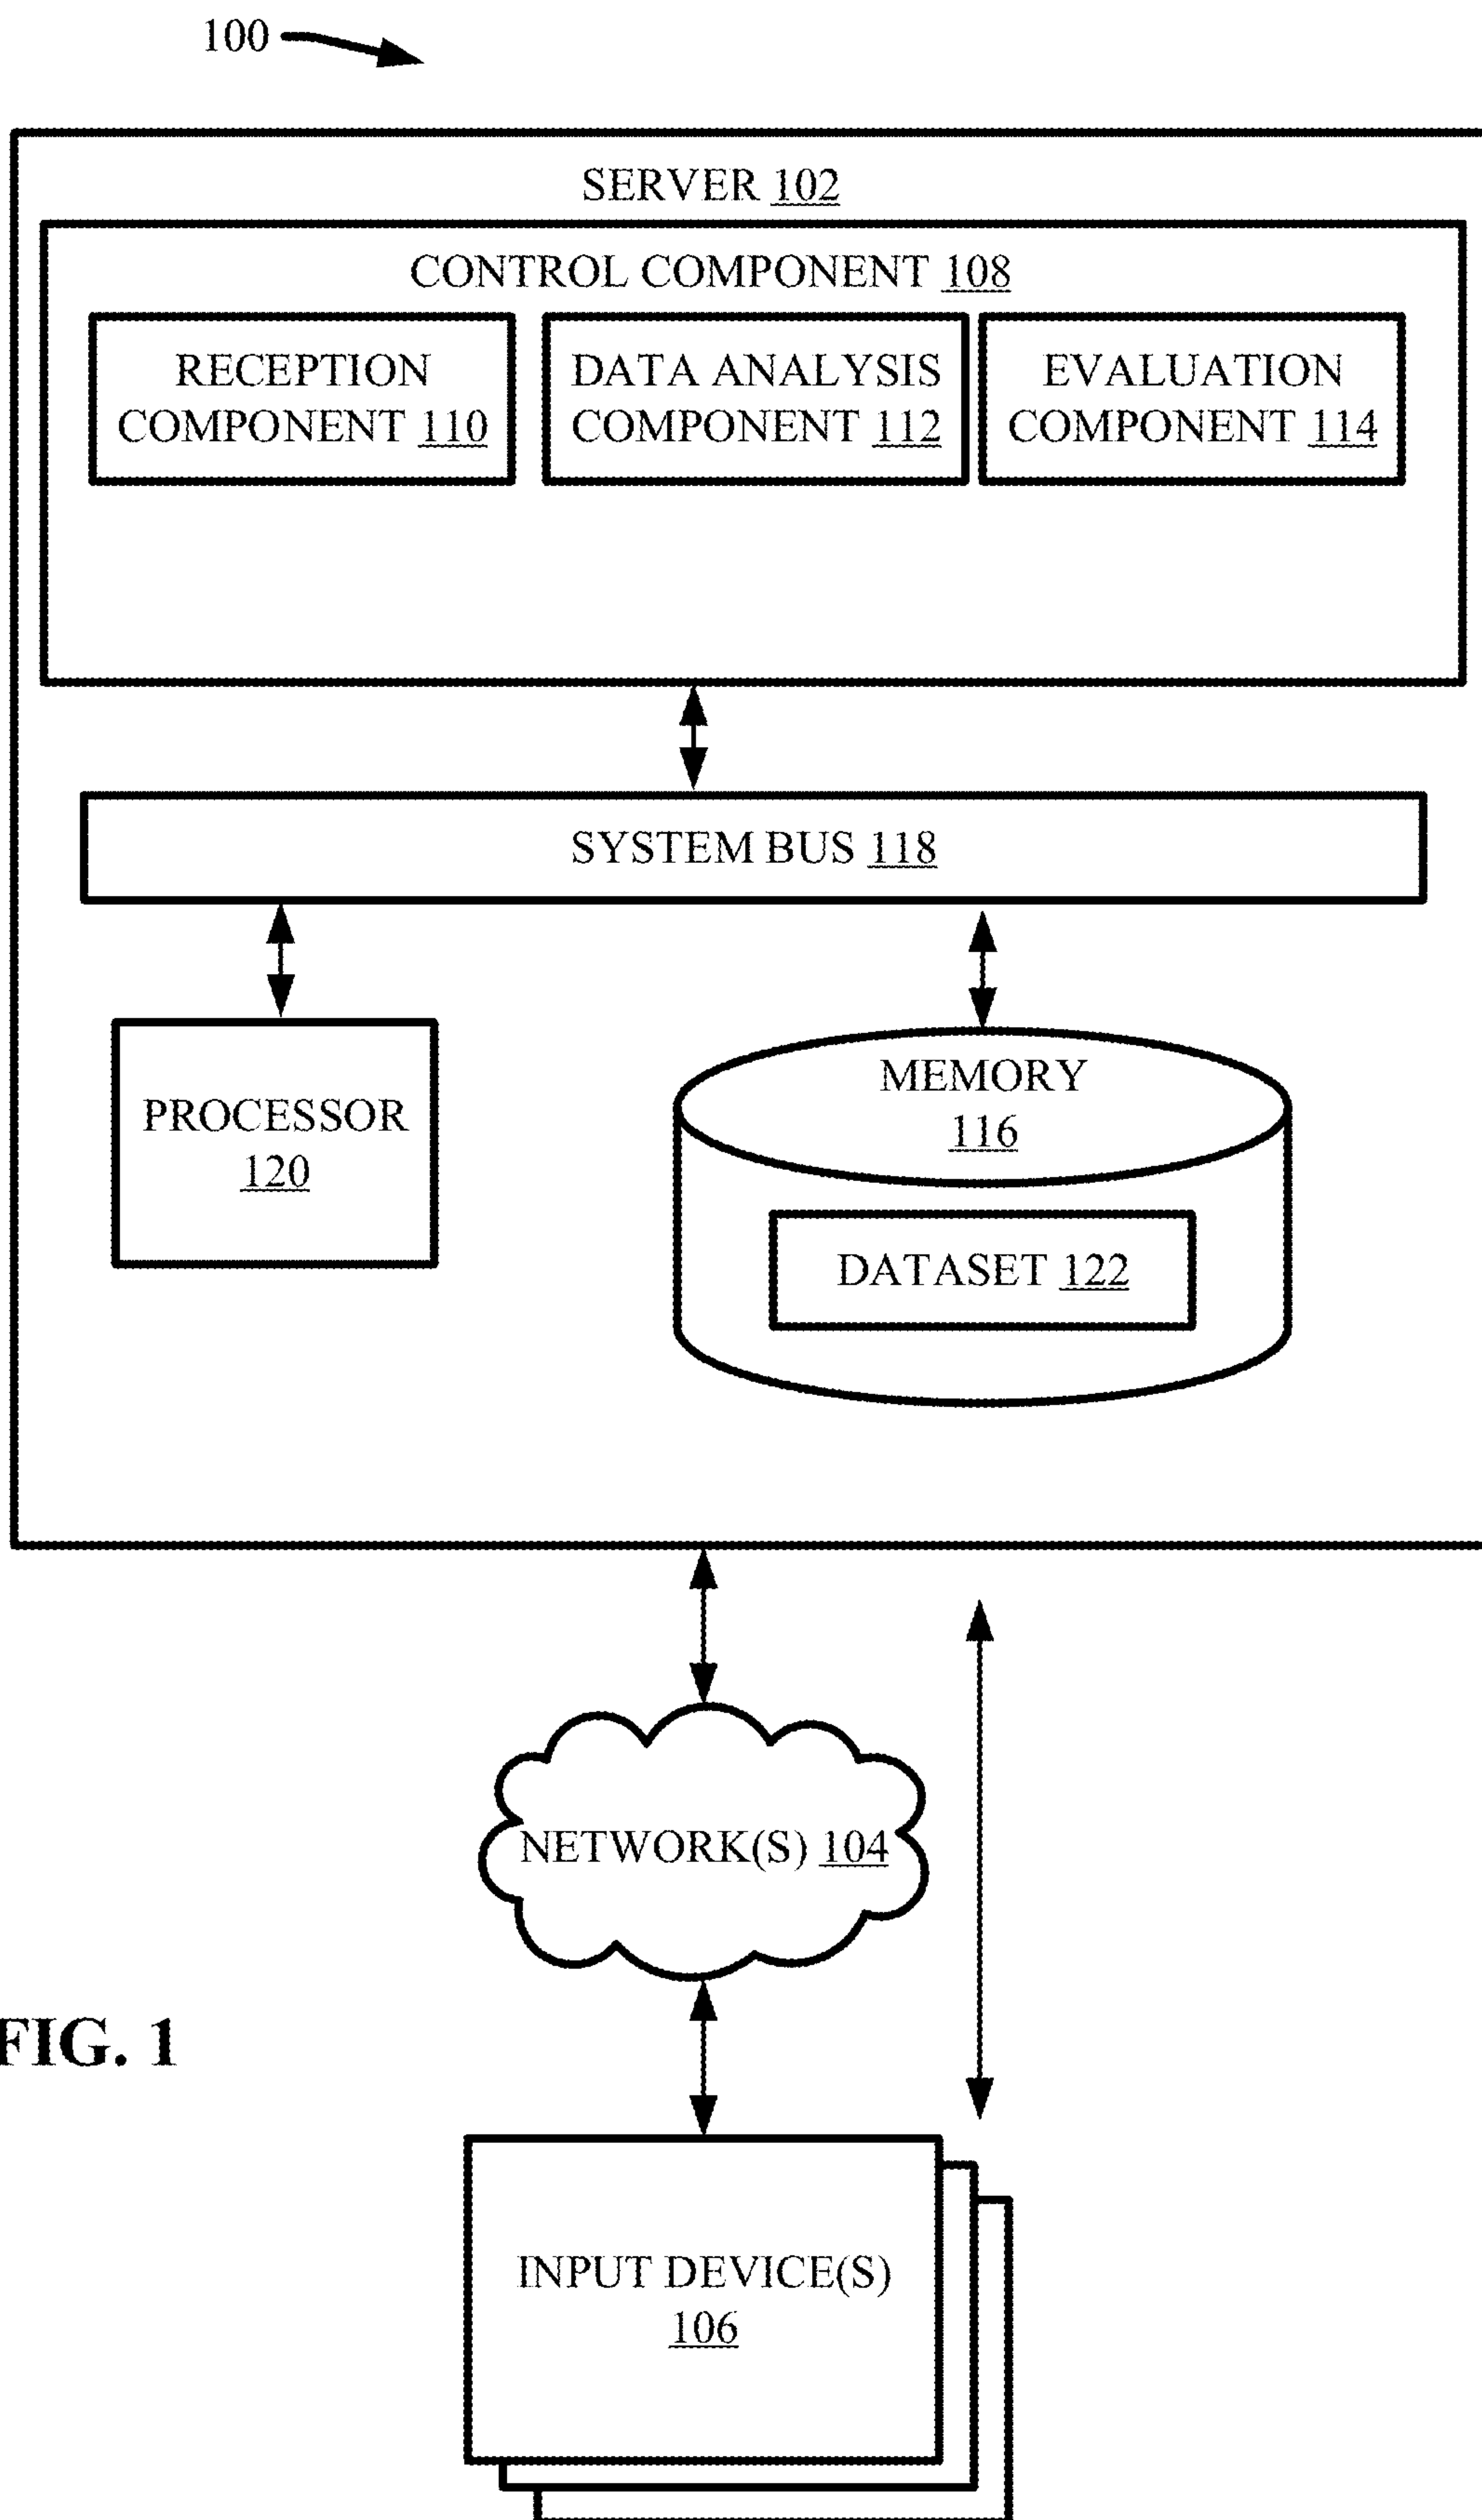 100
SERVER 102
CONTROL COMPONENT 108
RECEPTION
COMPONENT 110
DATA ANALYSIS
COMPONENT 112
EVALUATION
COMPONENT 114
SYSTEM BUS 118
PROCESSOR
120
MEMORY
116
DATASET 122
NETWORK(S) 104
FIG. 1
INPUT DEVICE(S)
106